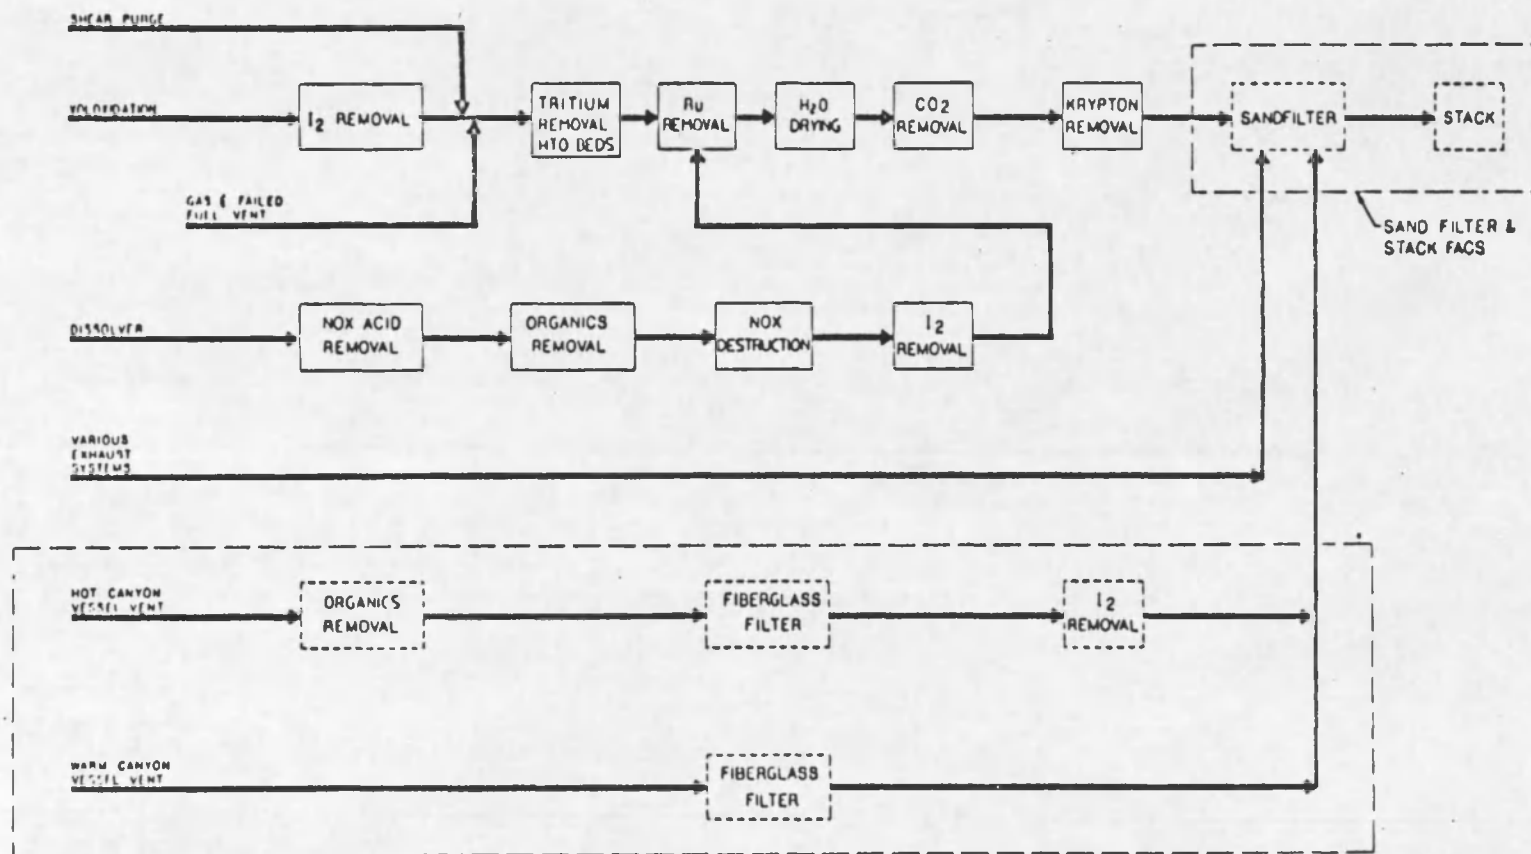 SHEAR PURGE
VOLOXIDATION
I2 REMOVAL
TRITIUM
REMOVAL
HTO BEDS
Ru
REMOVAL
H2O
DRYING
CO2
REMOVAL
KRYPTON
REMOVAL
SANDFILTER
STACK
GAS & FAILED
FUEL VENT
SAND FILTER &
STACK FACS
DISSOLVER
NOX ACID
REMOVAL
ORGANICS
REMOVAL
NOX
DESTRUCTION
I2
REMOVAL
VARIOUS
EXHAUST
SYSTEMS
HOT CANYON
VESSEL VENT
ORGANICS
REMOVAL
FIBERGLASS
FILTER
I2
REMOVAL
WARM CANYON
VESSEL VENT
FIBERGLASS
FILTER